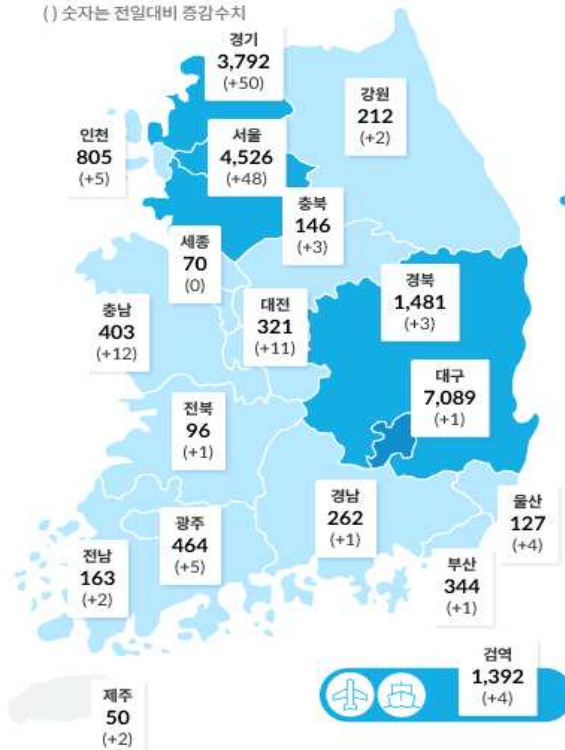 ( ) 숫자는 전일대비 증감수치
경기
3,792
(+50)
강원
212
(+2)
인천
805
(+5)
서울
4,526
(+48)
충북
146
(+3)
세종
70
(0)
경북
1,481
(+3)
충남
403
(+12)
대전
321
(+11)
대구
7,089
(+1)
전북
96
(+1)
경남
262
(+1)
울산
127
(+4)
광주
464
(+5)
전남
163
(+2)
부산
344
(+1)
검역
1,392
(+4)
제주
50
(+2)